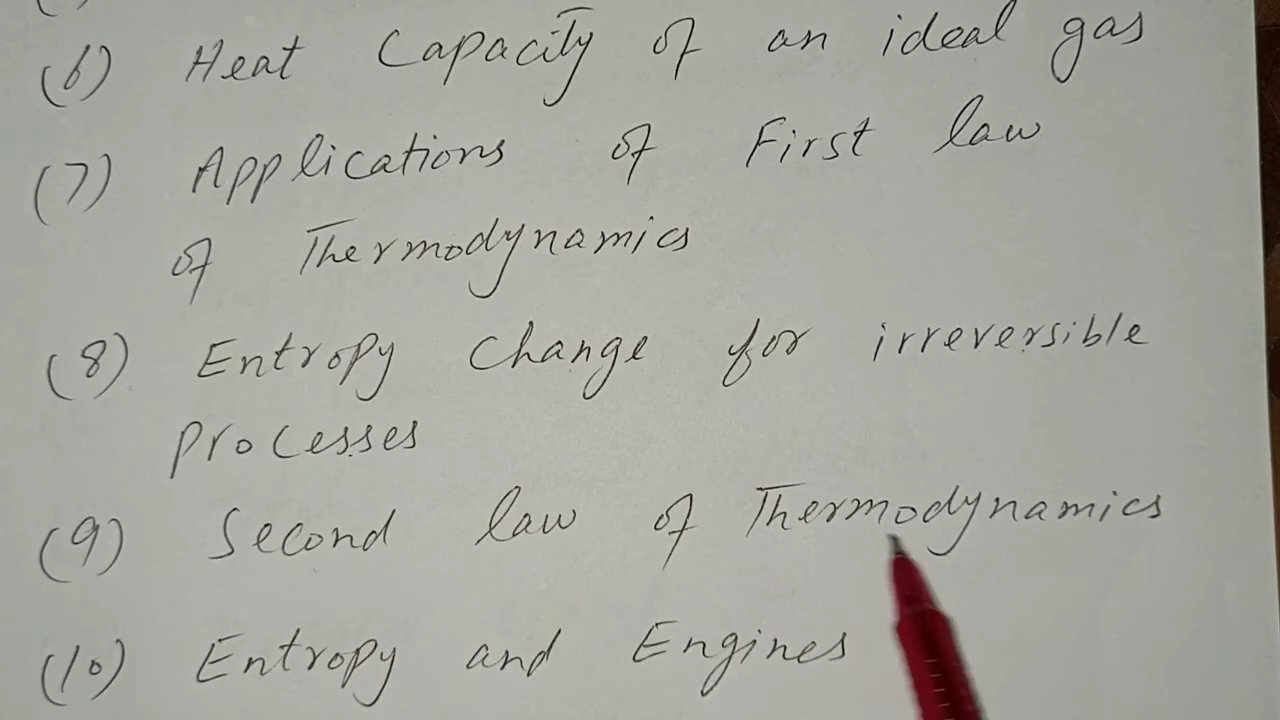 (6) Heat Capacity of an ideal gas
(7) Applications of First law
of Thermodynamics
(8) Entropy change for irreversible
processes
(9) Second law of Thermodynamics
(10) Entropy and Engines